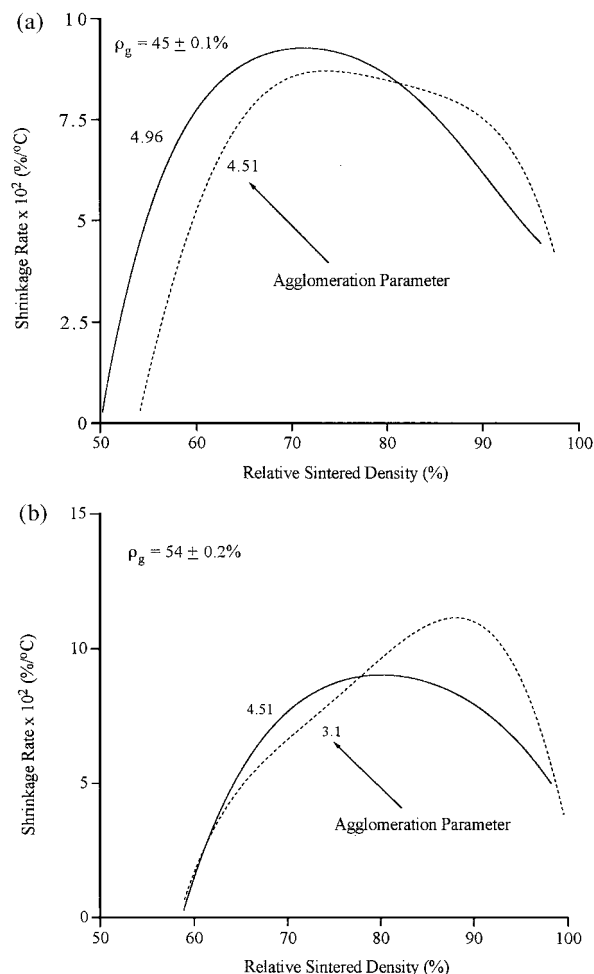 (a)
10
ρg = 45 ± 0.1%
7.5
4.96
4.51
5
Agglomeration Parameter
2.5
0
50 60 70 80 90 100
Shrinkage Rate x 10² (%/°C)
Relative Sintered Density (%)
(b)
15
ρg = 54 ± 0.2%
10
4.51
3.1
5
Agglomeration Parameter
0
50 60 70 80 90 100
Shrinkage Rate x 10² (%/°C)
Relative Sintered Density (%)